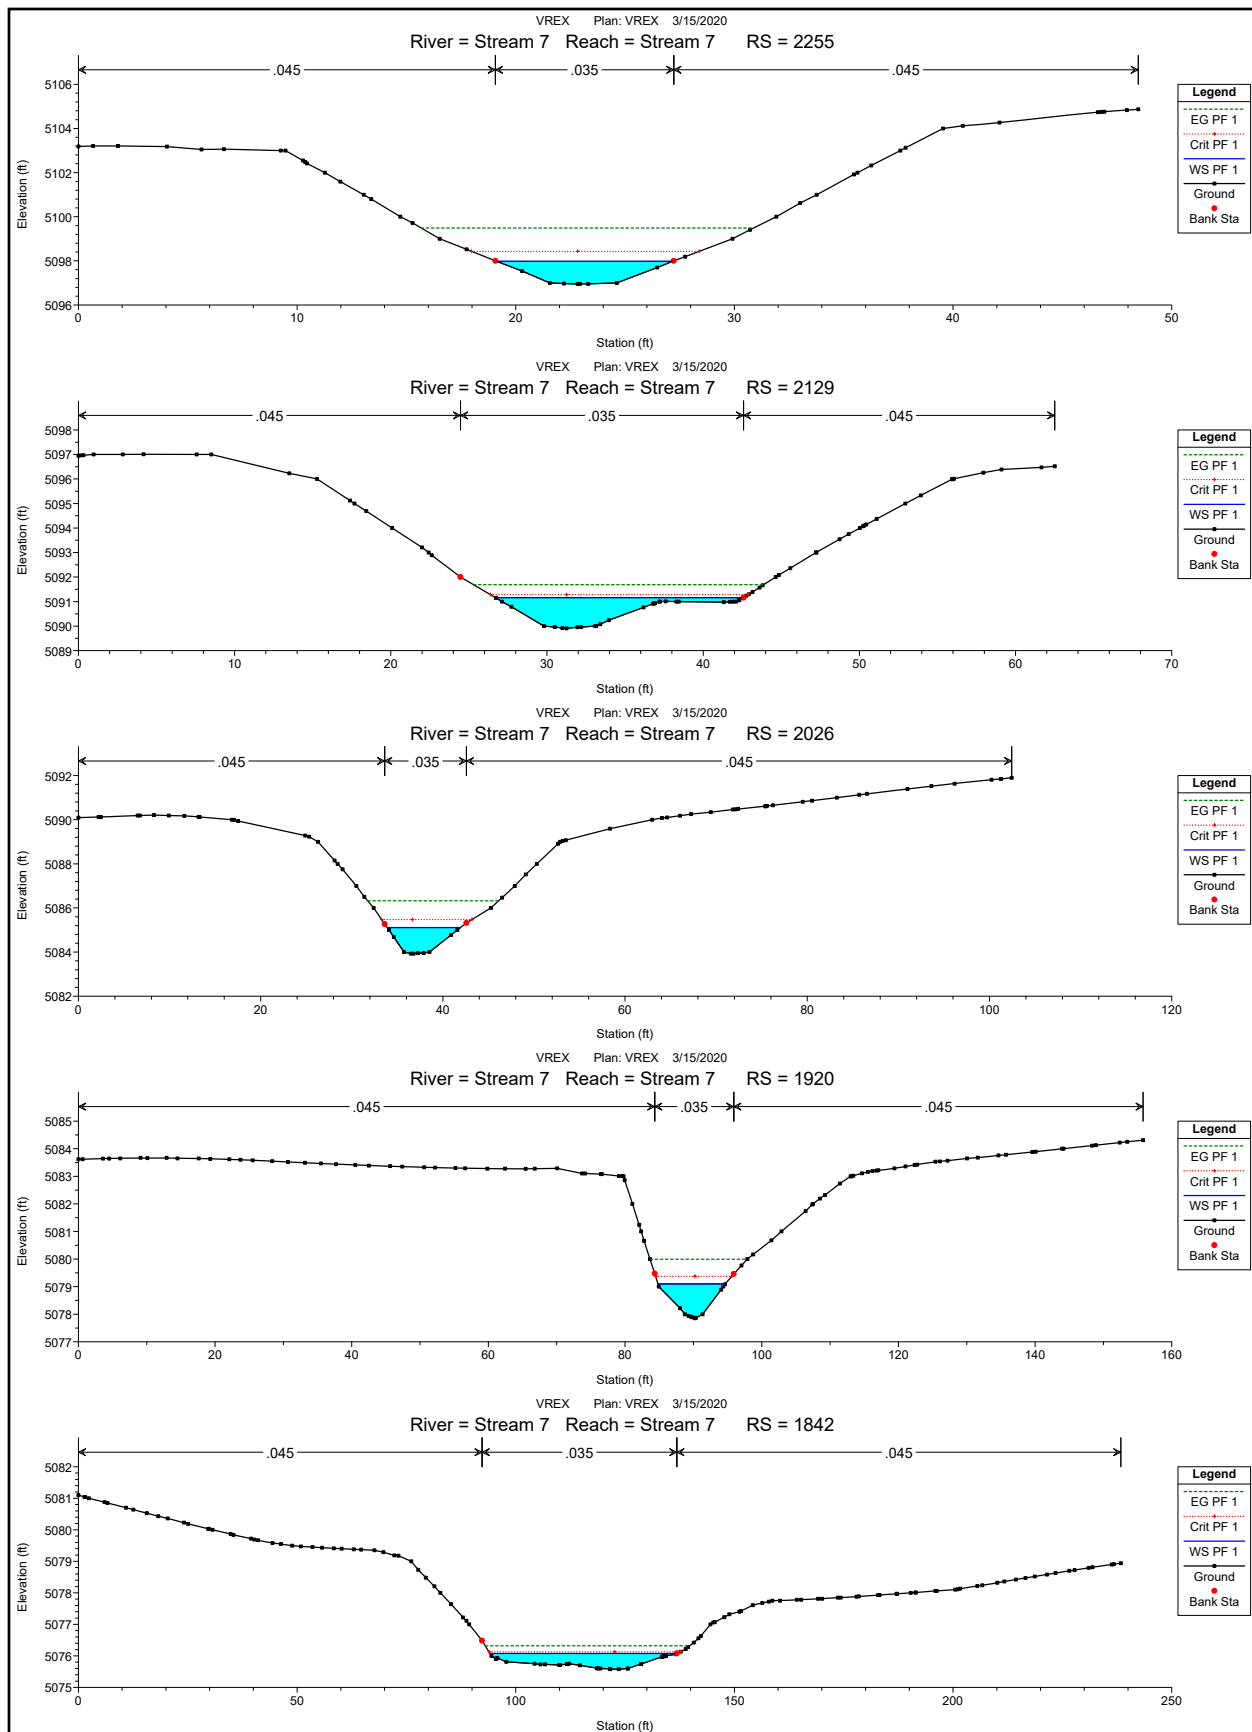 VREX Plan: VREX 3/15/2020
River = Stream 7 Reach = Stream 7 RS = 2255
.045 .035 .045
5106
5104
5102
5100
5098
5096
Elevation (ft)
0 10 20 30 40 50
Station (ft)
Legend
EG PF 1
Crit PF 1
WS PF 1
Ground
Bank Sta
VREX Plan: VREX 3/15/2020
River = Stream 7 Reach = Stream 7 RS = 2129
.045 .035 .045
5098
5097
5096
5095
5094
5093
5092
5091
5090
5089
Elevation (ft)
0 10 20 30 40 50 60 70
Station (ft)
Legend
EG PF 1
Crit PF 1
WS PF 1
Ground
Bank Sta
VREX Plan: VREX 3/15/2020
River = Stream 7 Reach = Stream 7 RS = 2026
.045 .035 .045
5092
5090
5088
5086
5084
5082
Elevation (ft)
0 20 40 60 80 100 120
Station (ft)
Legend
EG PF 1
Crit PF 1
WS PF 1
Ground
Bank Sta
VREX Plan: VREX 3/15/2020
River = Stream 7 Reach = Stream 7 RS = 1920
.045 .035 .045
5085
5084
5083
5082
5081
5080
5079
5078
5077
Elevation (ft)
0 20 40 60 80 100 120 140 160
Station (ft)
Legend
EG PF 1
Crit PF 1
WS PF 1
Ground
Bank Sta
VREX Plan: VREX 3/15/2020
River = Stream 7 Reach = Stream 7 RS = 1842
.045 .035 .045
5082
5081
5080
5079
5078
5077
5076
5075
Elevation (ft)
0 50 100 150 200 250
Station (ft)
Legend
EG PF 1
Crit PF 1
WS PF 1
Ground
Bank Sta